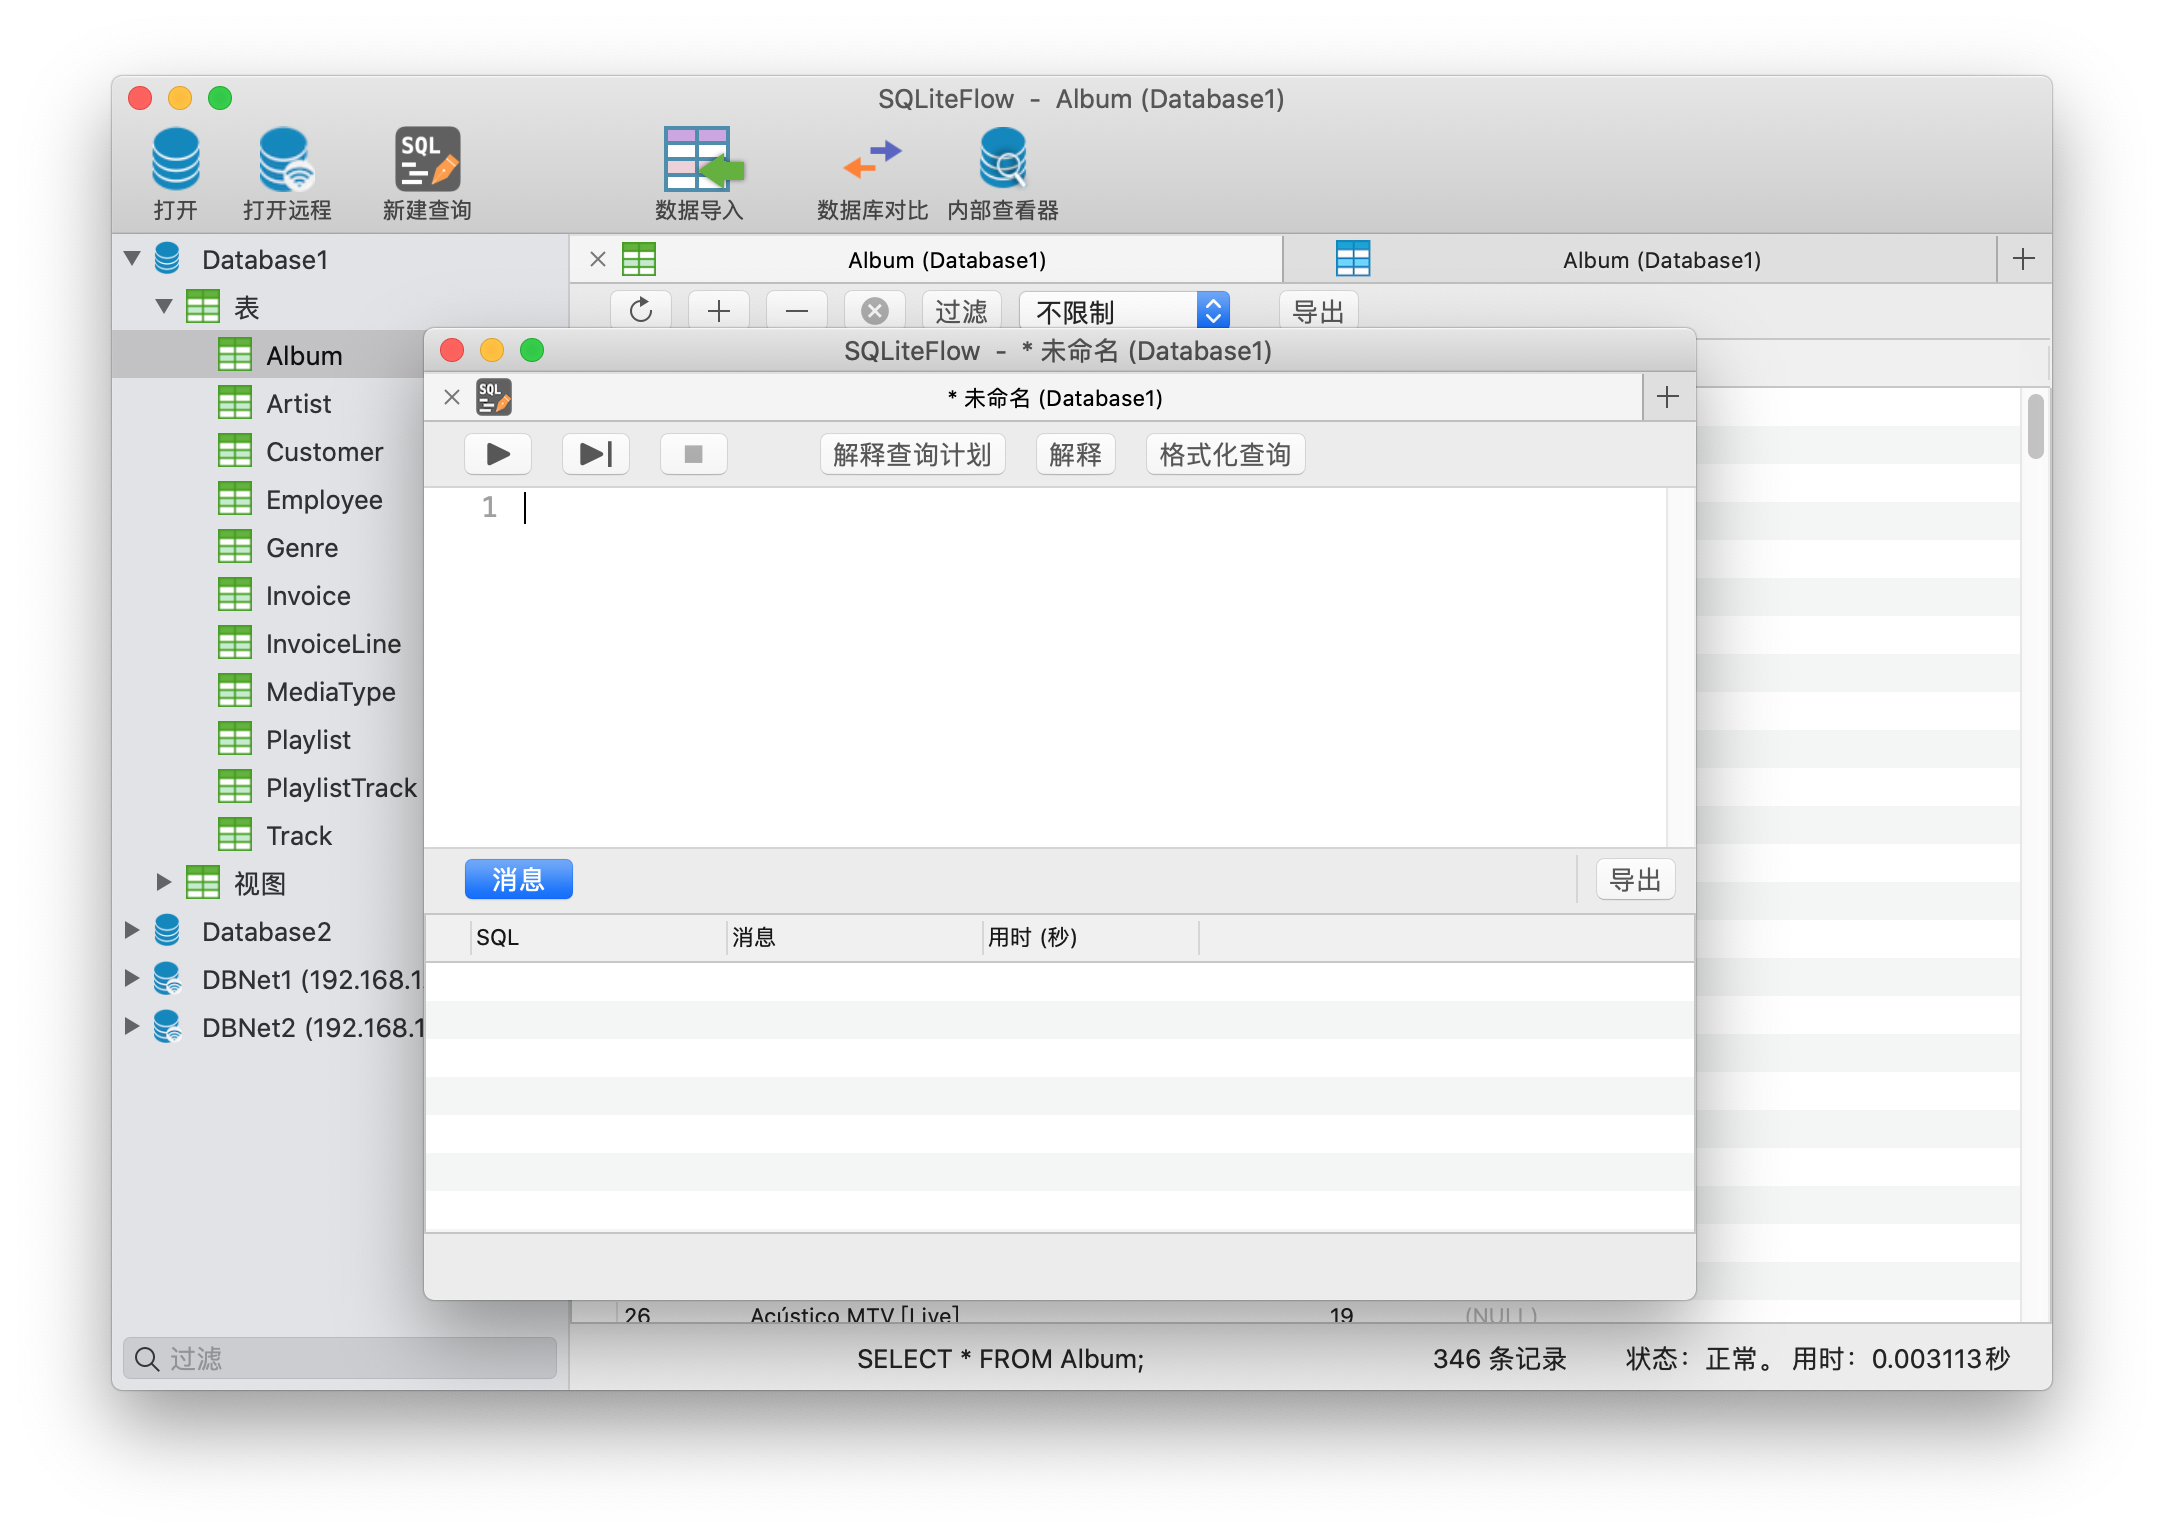 SQLiteFlow - Album (Database1)
打开
打开远程
SQL
新建查询
数据导入
数据库对比
内部查看器
Database1
表
Album
Artist
Customer
Employee
Genre
Invoice
InvoiceLine
MediaType
Playlist
PlaylistTrack
Track
视图
Database2
DBNet1 (192.168.1
DBNet2 (192.168.1
过滤
Album (Database1)
Album (Database1)
过滤
不限制
导出
SQLiteFlow - * 未命名 (Database1)
SQL
* 未命名 (Database1)
解释查询计划
解释
格式化查询
1
消息
导出
SQL
消息
用时 (秒)
26 Acústico MTV [Live] 19 (NULL)
SELECT * FROM Album;
346 条记录
状态：正常。 用时：0.003113秒